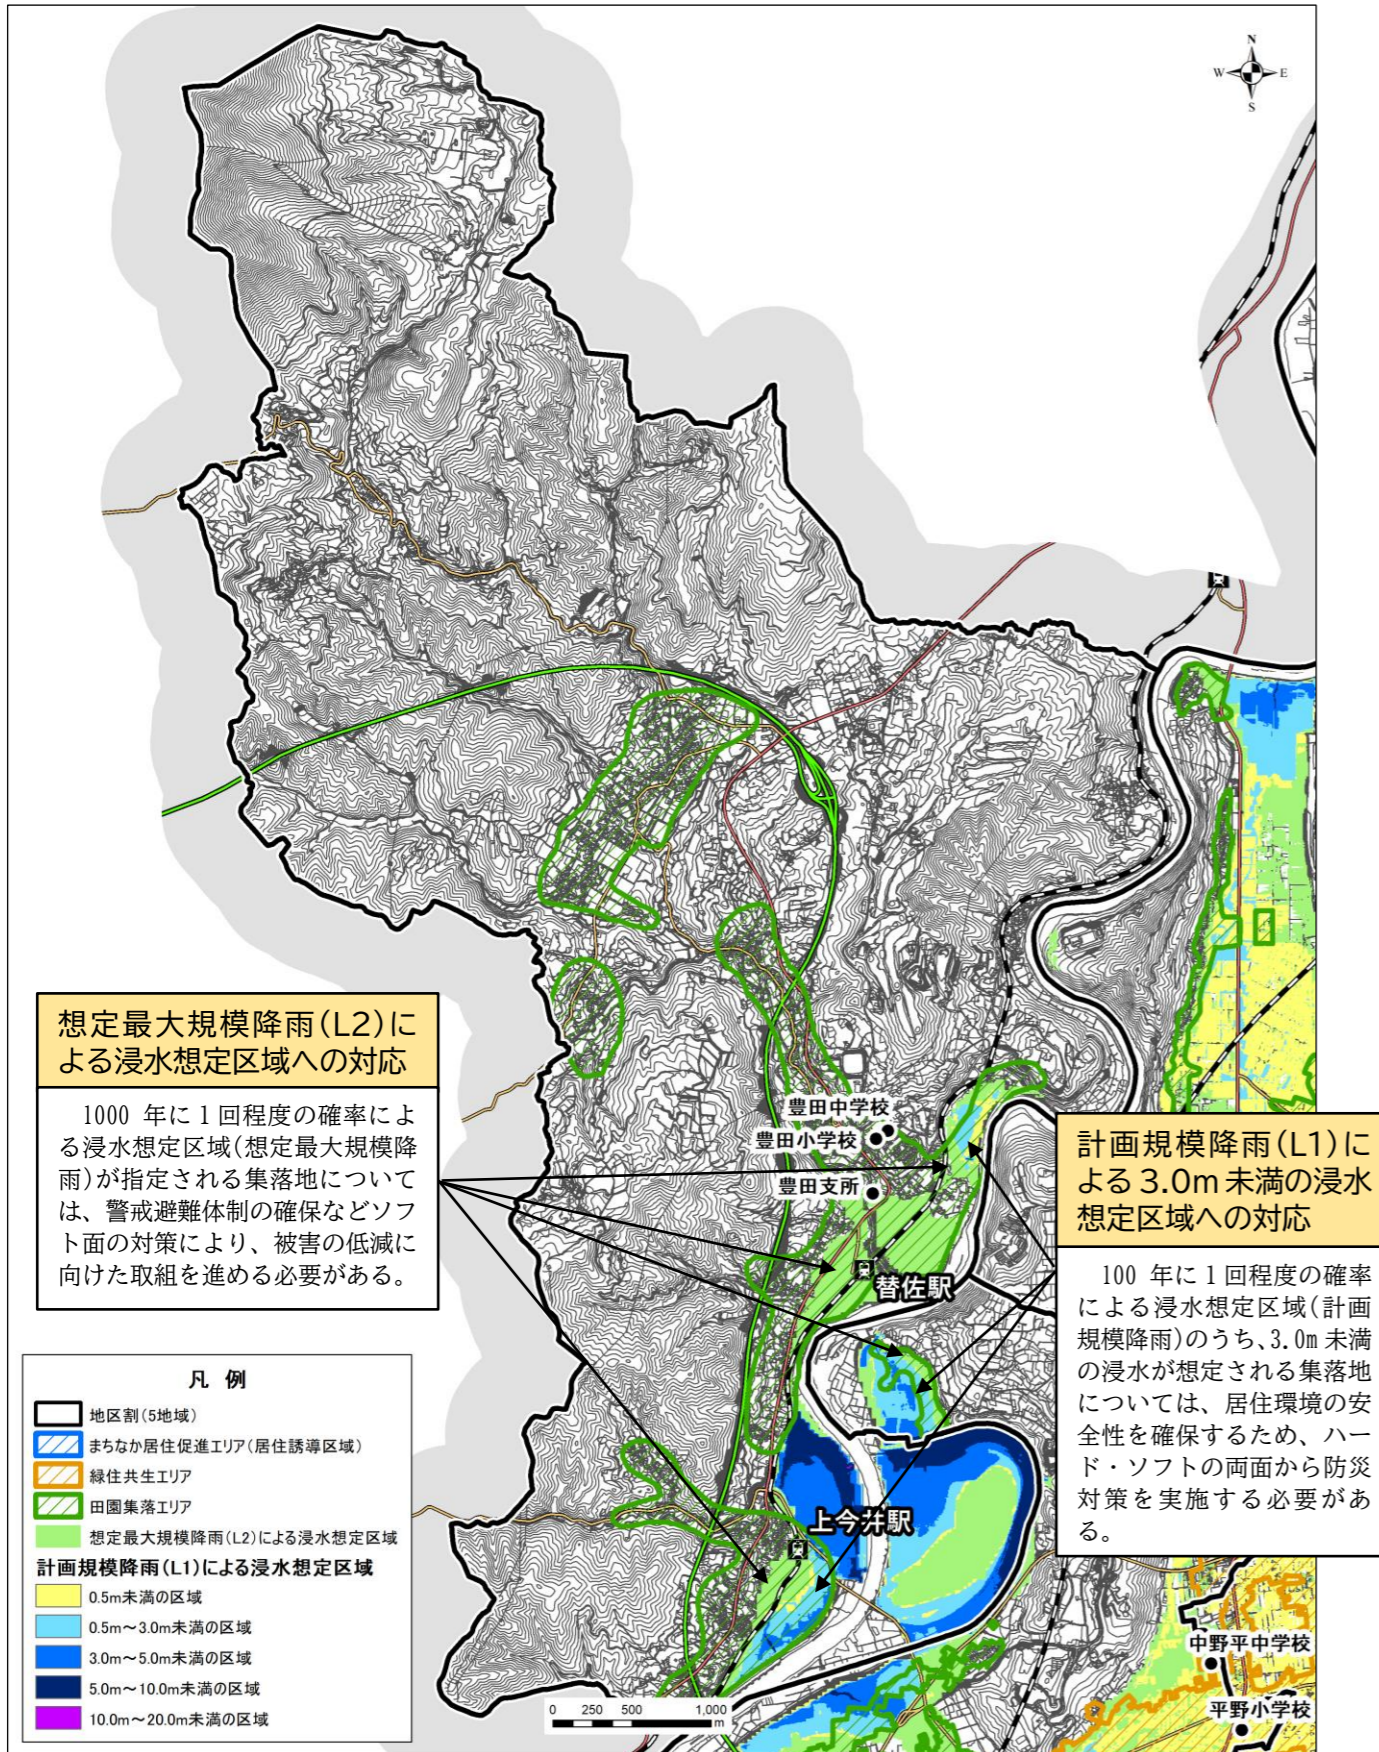 N
W E
S
想定最大規模降雨(L2)に
よる浸水想定区域への対応
1000 年に1回程度の確率によ
る浸水想定区域(想定最大規模降
雨)が指定される集落地について
は、警戒避難体制の確保などソフ
ト面の対策により、被害の低減に
向けた取組を進める必要がある。
豊田中学校
豊田小学校
豊田支所
替佐駅
計画規模降雨(L1)に
よる3.0m未満の浸水
想定区域への対応
100 年に1回程度の確率
による浸水想定区域(計画
規模降雨)のうち、3.0m未満
の浸水が想定される集落地
については、居住環境の安
全性を確保するため、ハー
ド・ソフトの両面から防災
対策を実施する必要があ
る。
上今井駅
中野平中学校
平野小学校
凡 例
地区割(5地域)
まちなか居住促進エリア(居住誘導区域)
緑住共生エリア
田園集落エリア
想定最大規模降雨(L2)による浸水想定区域
計画規模降雨(L1)による浸水想定区域
0.5m未満の区域
0.5m～3.0m未満の区域
3.0m～5.0m未満の区域
5.0m～10.0m未満の区域
10.0m～20.0m未満の区域
0 250 500 1,000
m